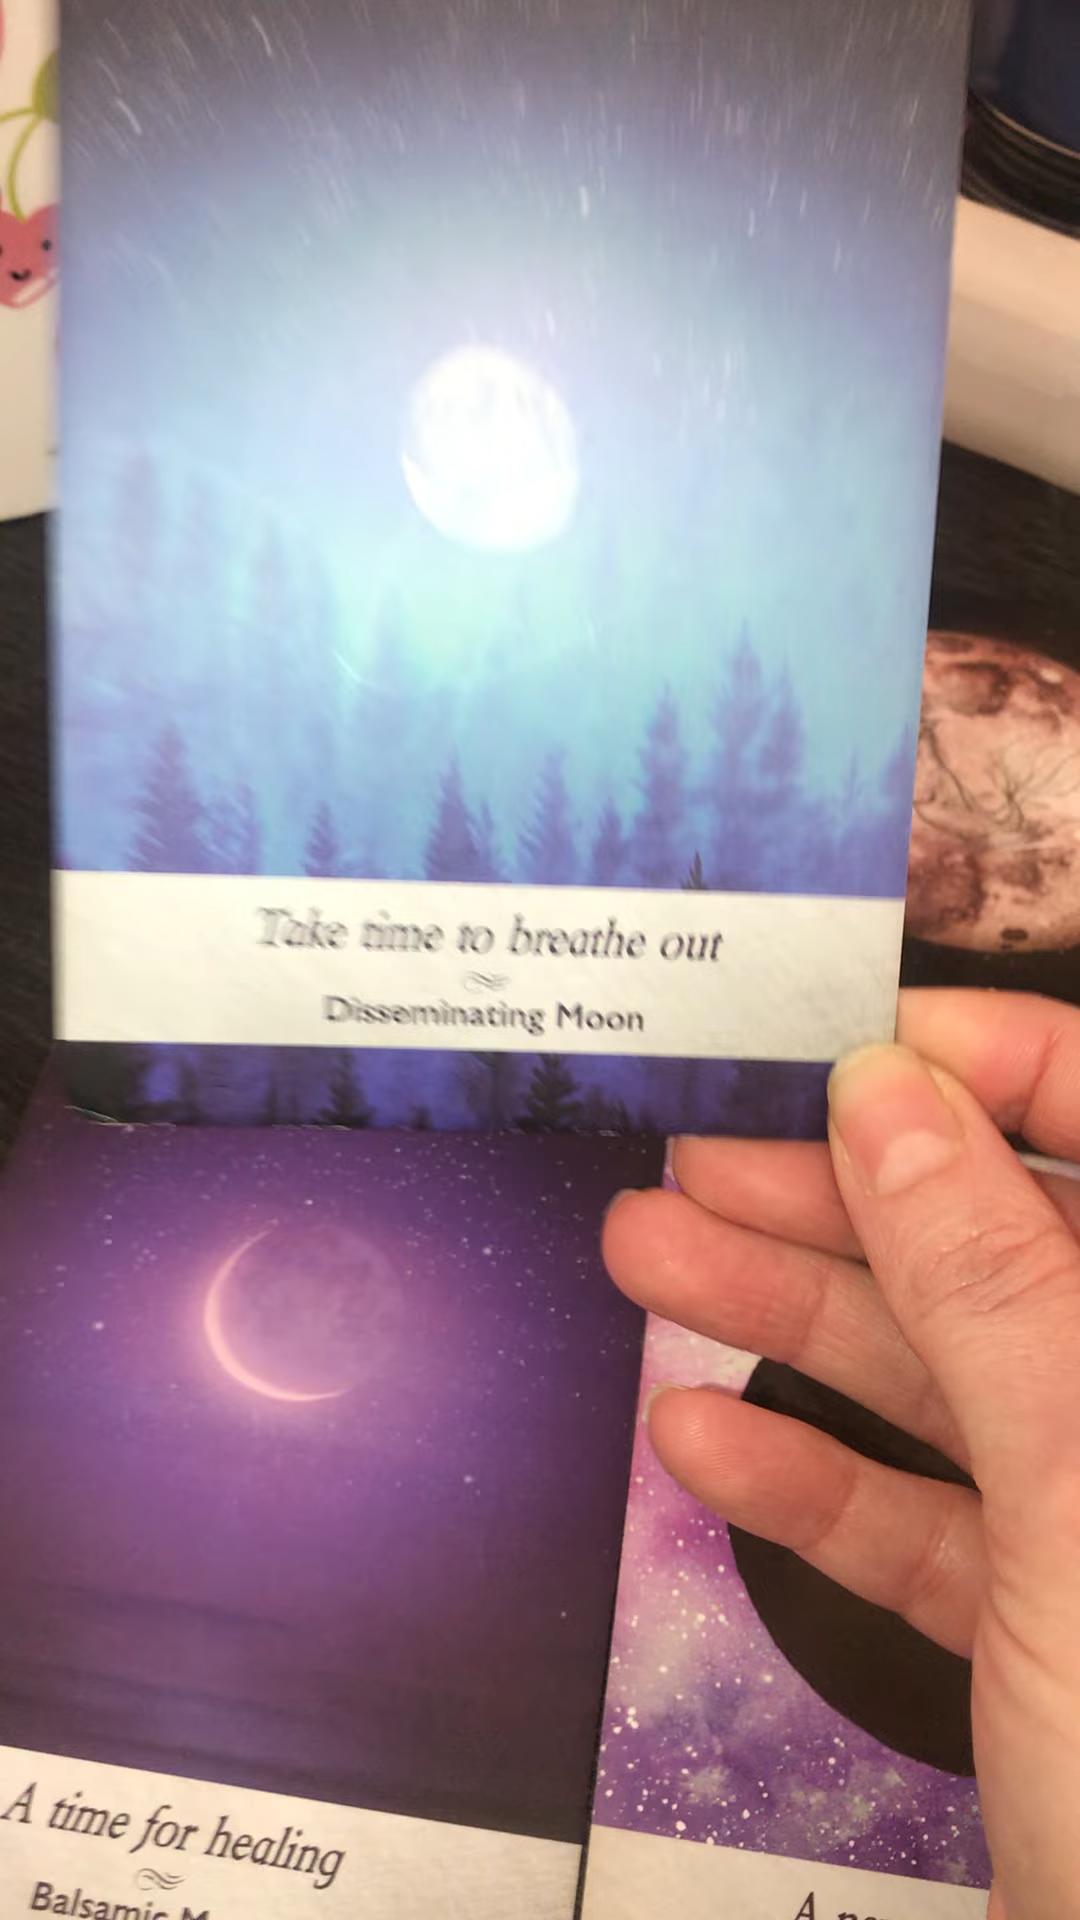 Take time to breathe out
Disseminating Moon
A time for healing
Balsamic
A